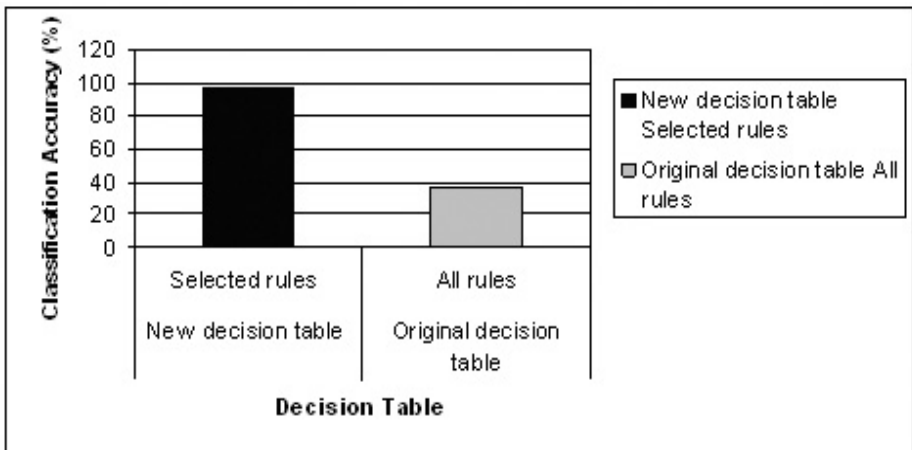 Classification Accuracy (%)
120
100
80
60
40
20
0
Selected rules
All rules
New decision table
Original decision
table
Decision Table
New decision table
Selected rules
Original decision table All
rules